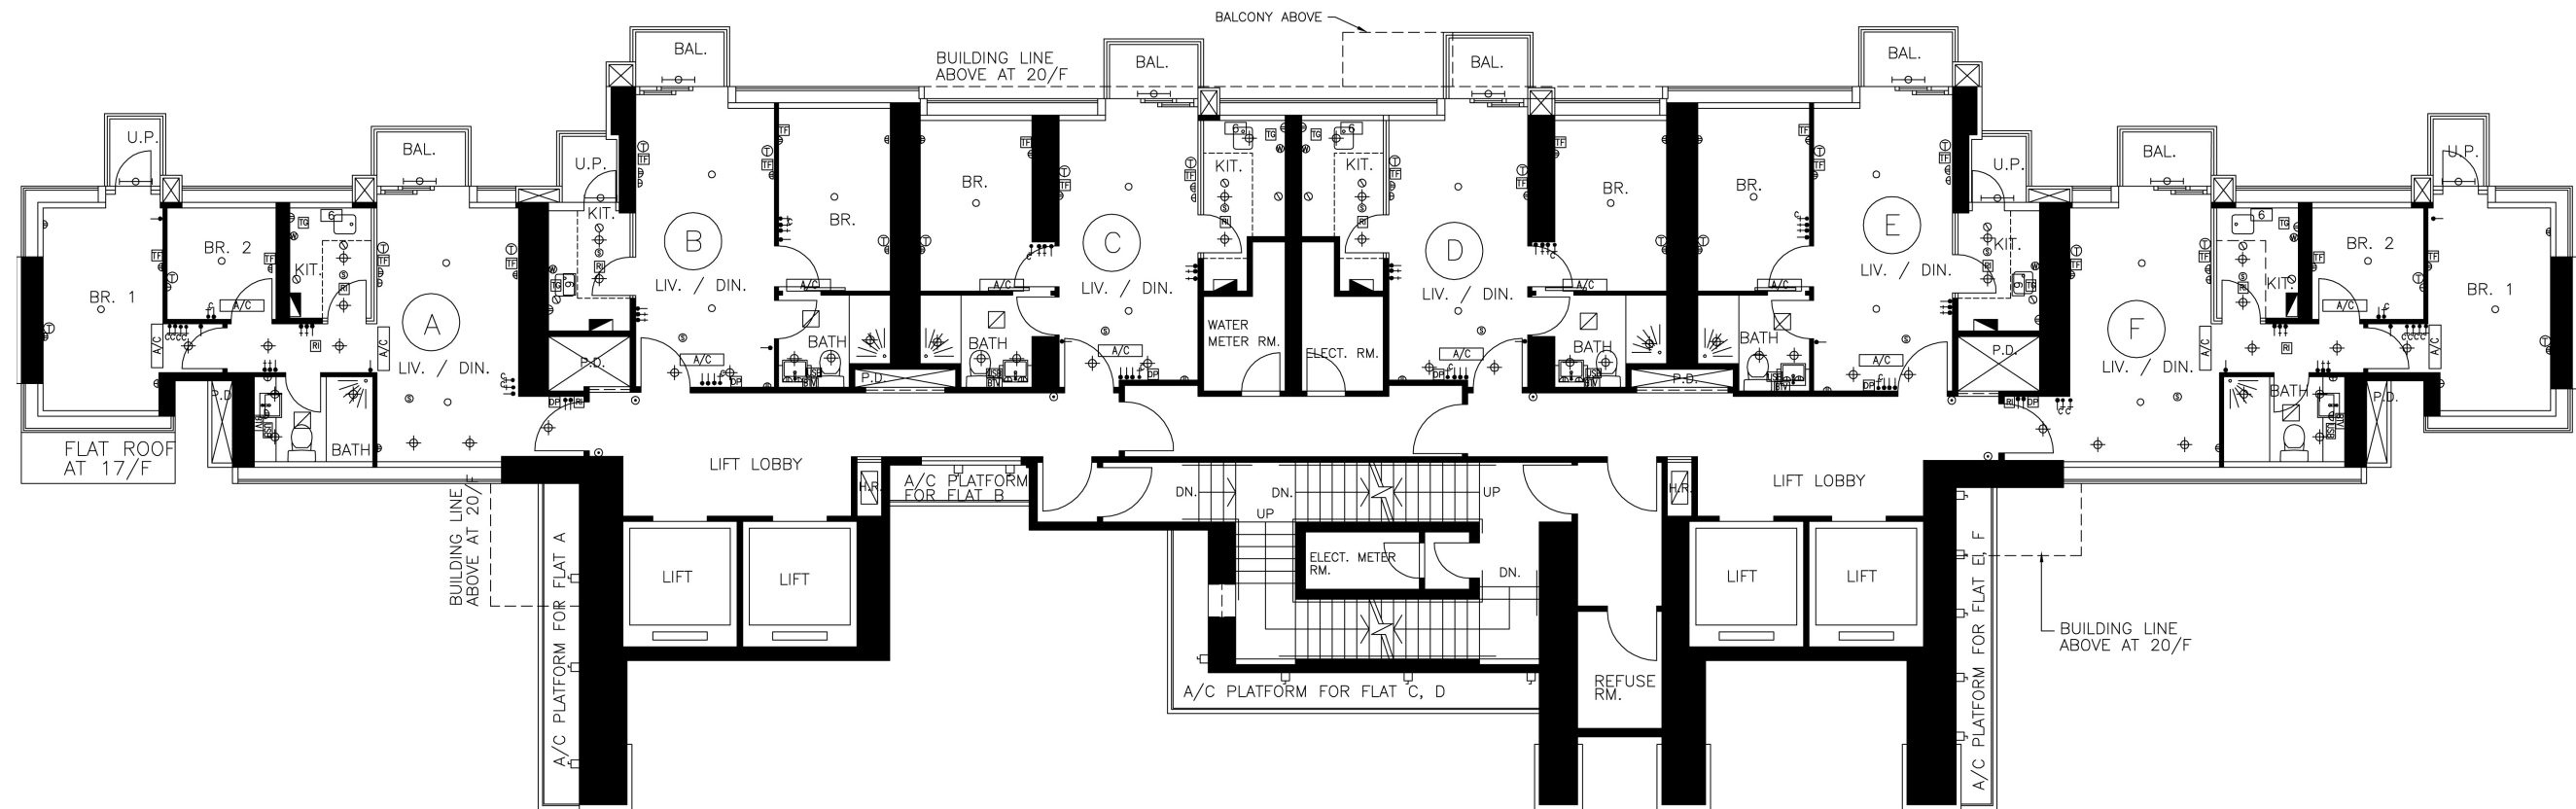 BALCONY ABOVE
BUILDING LINE
ABOVE AT 20/F
BAL.
BAL.
BAL.
BAL.
U.P.
BAL.
U.P.
U.P.
BAL.
U.P.
BR. 1
BR. 2
KIT.
A
LIV. / DIN.
BATH
P.D.
KIT.
P.D.
B
LIV. / DIN.
BR.
BATH
P.D.
BR.
BATH
C
LIV. / DIN.
KIT.
WATER
METER RM.
ELECT. RM.
KIT.
D
LIV. / DIN.
BR.
BATH
P.D.
BR.
BATH
E
LIV. / DIN.
KIT.
P.D.
F
LIV. / DIN.
KIT.
BR. 2
BR. 1
BATH
P.D.
A/C
A/C
A/C
A/C
A/C
A/C
A/C
A/C
A/C
A/C
A/C
A/C
A/C
A/C
FLAT ROOF
AT 17/F
LIFT LOBBY
H.R.
A/C PLATFORM
FOR FLAT B
DN.
DN.
UP
UP
H.R.
LIFT LOBBY
BUILDING LINE
ABOVE AT 20/F
A/C PLATFORM FOR FLAT A
LIFT
LIFT
ELECT. METER
RM.
DN.
LIFT
LIFT
A/C PLATFORM FOR FLAT E, F
BUILDING LINE
ABOVE AT 20/F
A/C PLATFORM FOR FLAT C, D
REFUSE
RM.